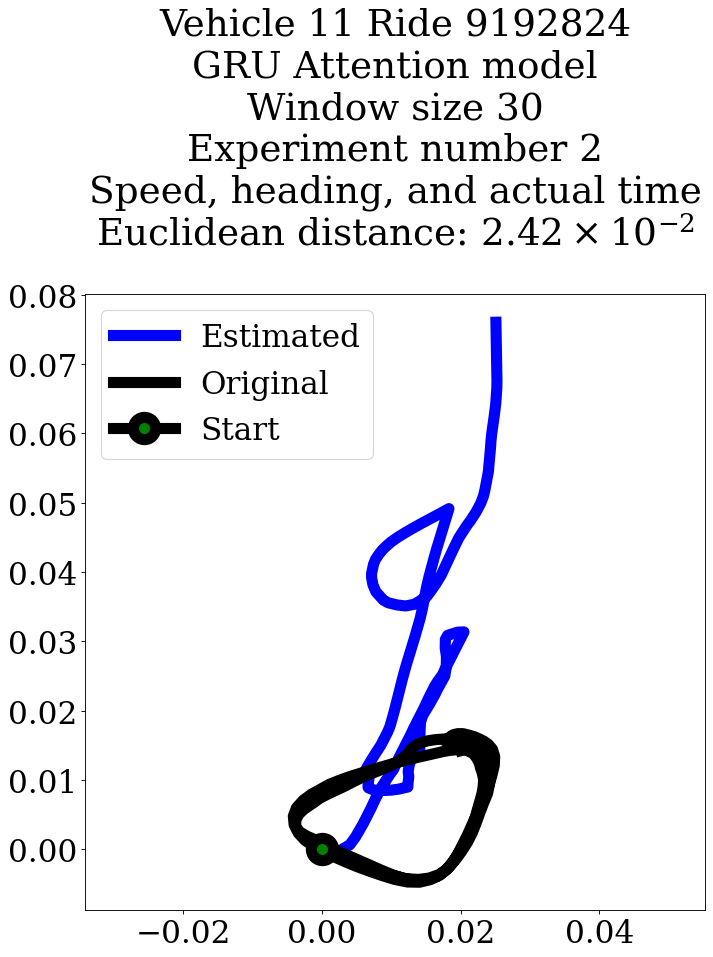 Vehicle 11 Ride 9192824
GRU Attention model
Window size 30
Experiment number 2
Speed, heading, and actual time
Euclidean distance: 2.42 × 10⁻²
0.08
0.07
0.06
0.05
0.04
0.03
0.02
0.01
0.00
Estimated
Original
Start
−0.02 0.00 0.02 0.04